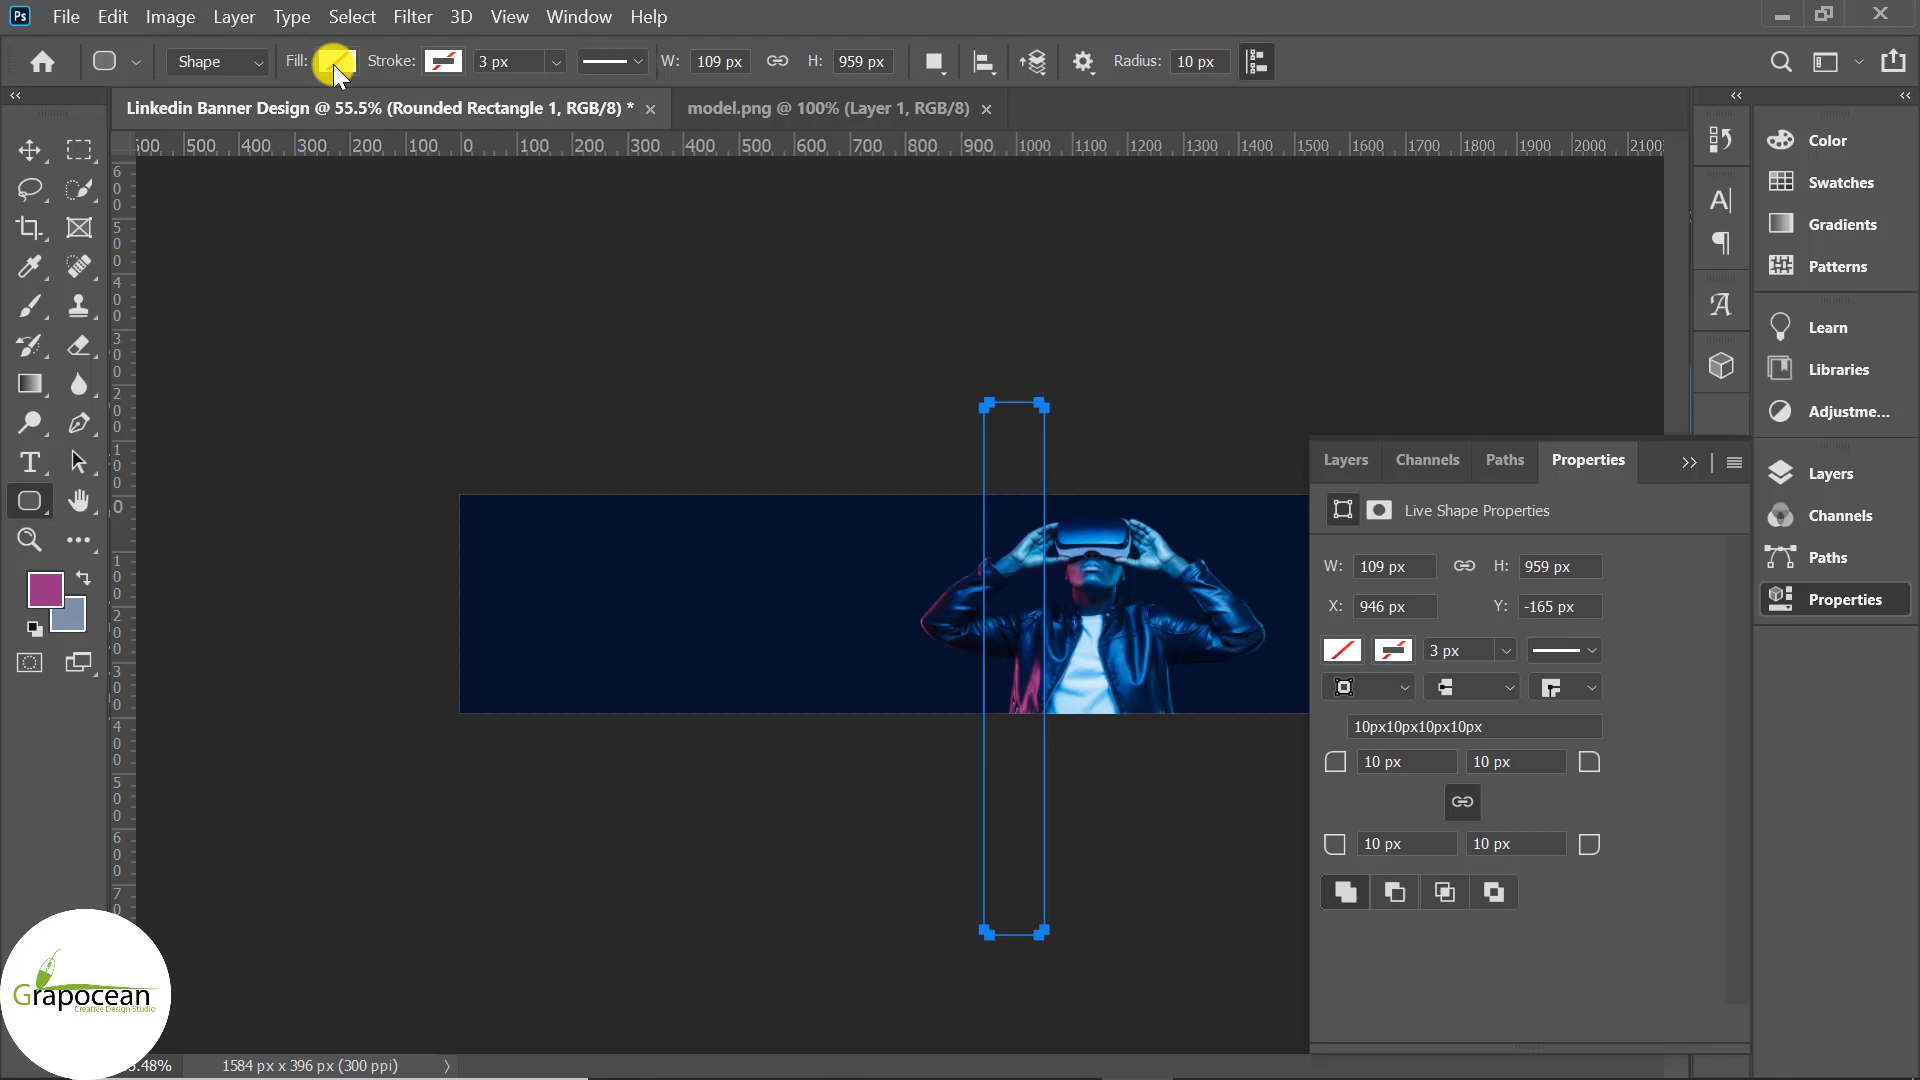 Ps File Edit Image Layer Type Select Filter 3D View Window Help
Shape Fill: Stroke: 3 px W: 109 px H: 959 px Radius: 10 px
Linkedin Banner Design @ 55.5% (Rounded Rectangle 1, RGB/8) * model.png @ 100% (Layer 1, RGB/8)
500 400 300 200 100 0 100 200 300 400 500 600 700 800 900 1000 1100 1200 1300 1400 1500 1600 1700 1800 1900 2000 2100
Color
Swatches
Gradients
Patterns
Learn
Libraries
Adjustme...
Layers
Channels
Paths
Properties
Layers Channels Paths Properties
Live Shape Properties
W: 109 px H: 959 px
X: 946 px Y: -165 px
3 px
10px10px10px10px
10 px 10 px
10 px 10 px
Grapocean
Creative Design Studio
1584 px x 396 px (300 ppi)